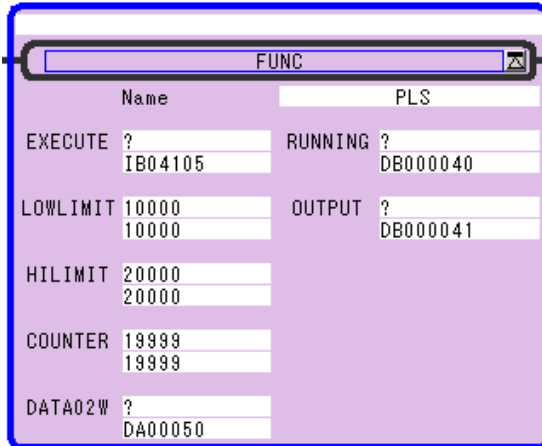 FUNC
Name PLS
EXECUTE ? RUNNING ?
IB04105 DB000040
LOWLIMIT 10000 OUTPUT ?
10000 DB000041
HILIMIT 20000
20000
COUNTER 19999
19999
DATA02W ?
DA00050